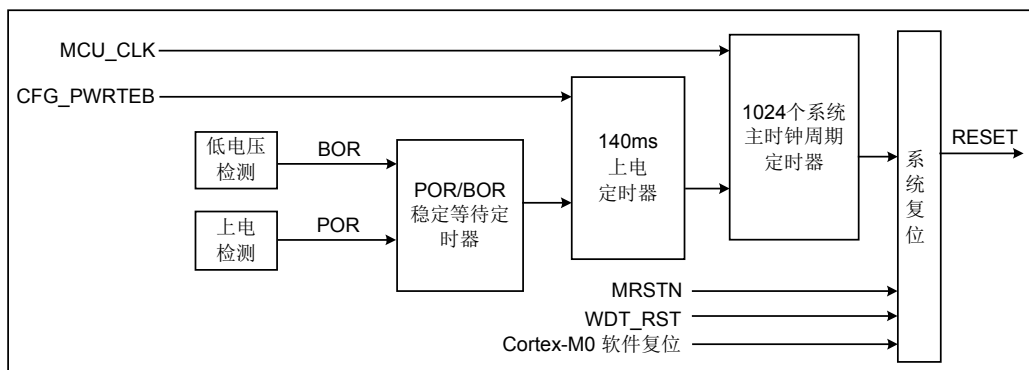 MCU_CLK
CFG_PWRTEB
低电压
检测
BOR
上电
检测
POR
POR/BOR
稳定等待定
时器
140ms
上电
定时器
1024个系统
主时钟周期
定时器
系
统
复
位
RESET
MRSTN
WDT_RST
Cortex-M0 软件复位